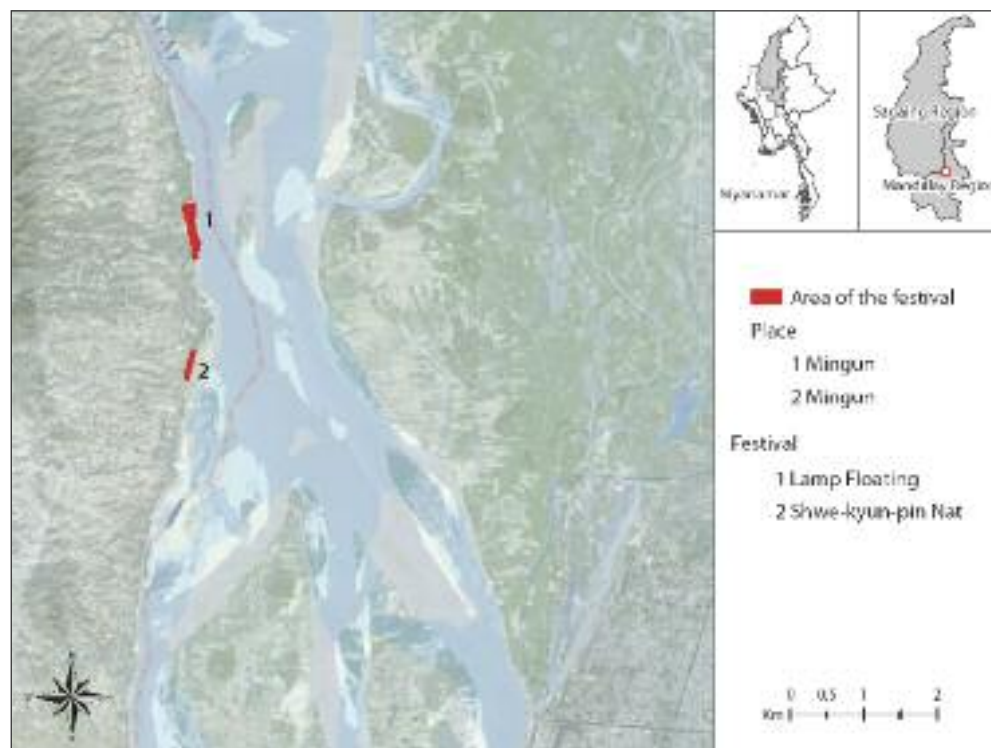 1
2
Myanamar
Sagaing Region
Mandalay Region
Area of the festival
Place
1 Mingun
2 Mingun
Festival
1 Lamp Floating
2 Shwe-kyun-pin Nat
0 0.5 1 2
Km